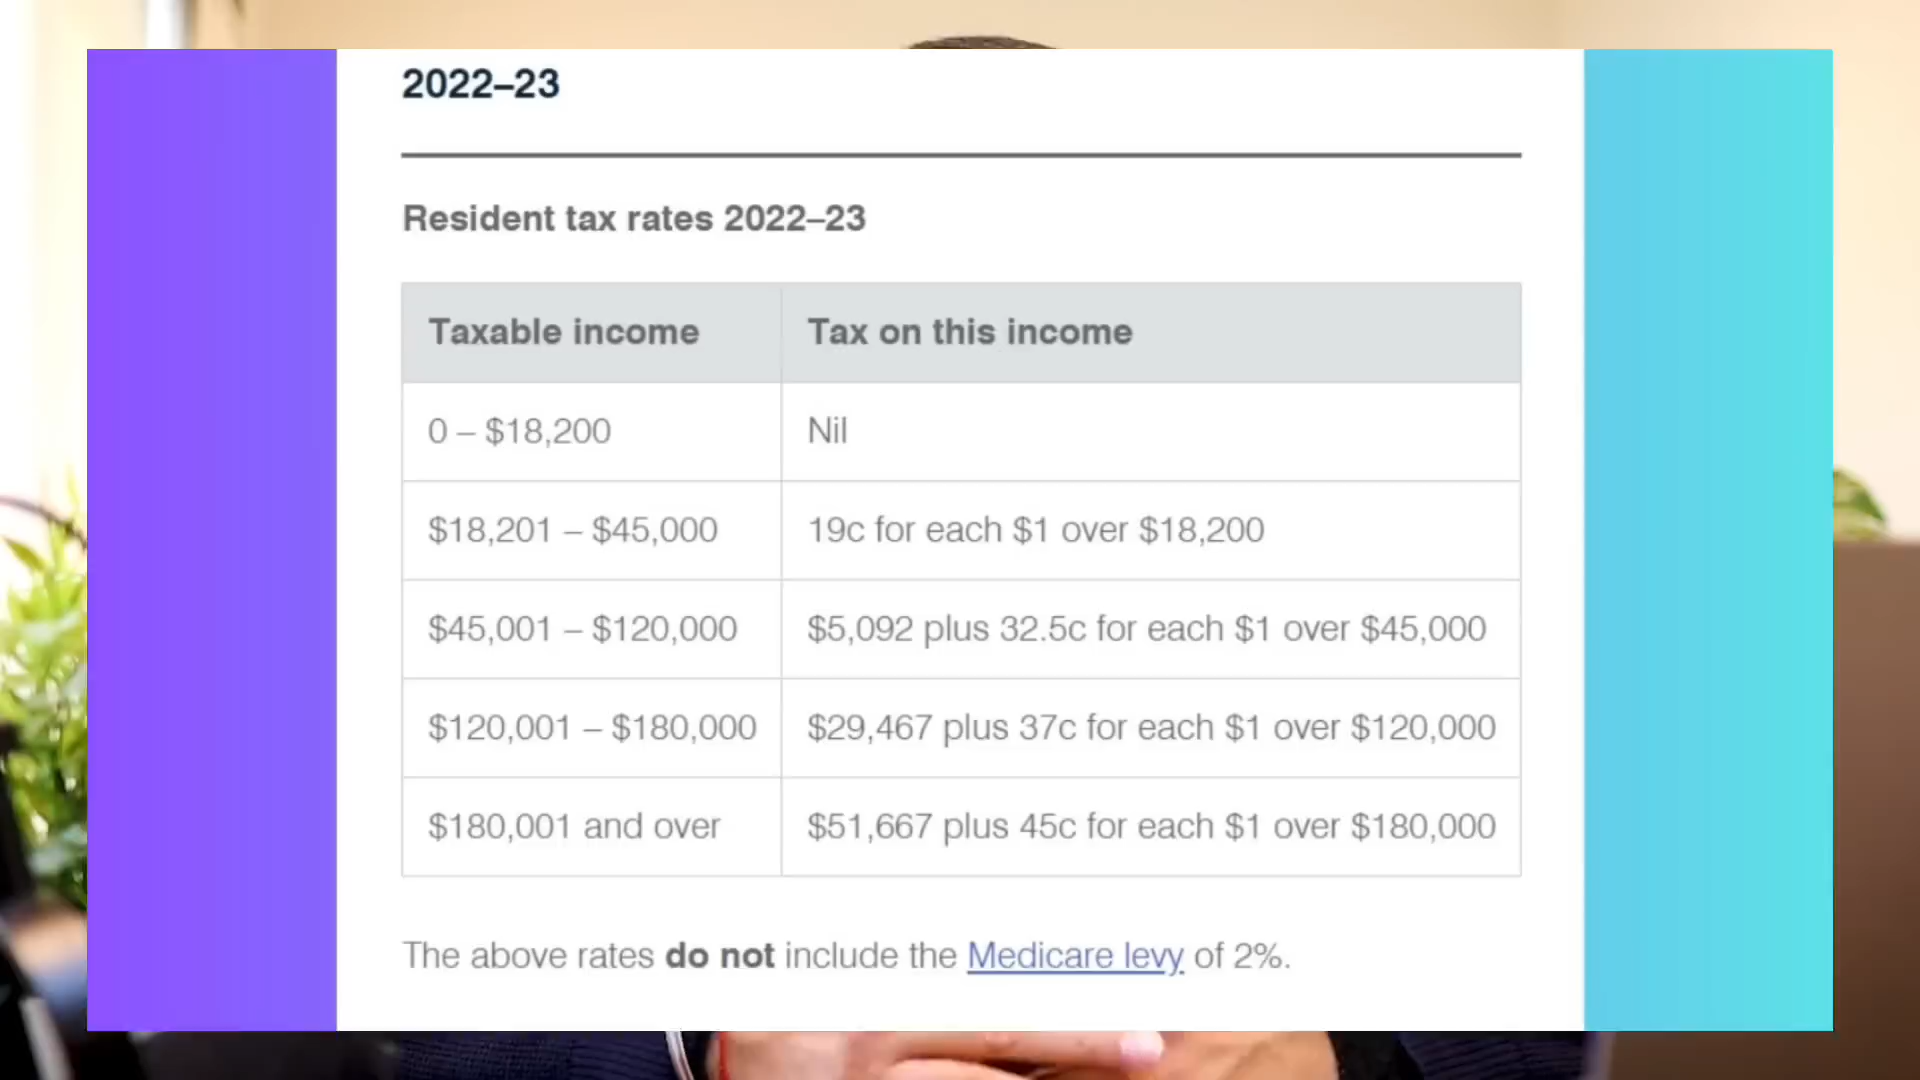 2022–23
Resident tax rates 2022–23
Taxable income Tax on this income
0 – $18,200 Nil
$18,201 – $45,000 19c for each $1 over $18,200
$45,001 – $120,000 $5,092 plus 32.5c for each $1 over $45,000
$120,001 – $180,000 $29,467 plus 37c for each $1 over $120,000
$180,001 and over $51,667 plus 45c for each $1 over $180,000
The above rates do not include the Medicare levy of 2%.